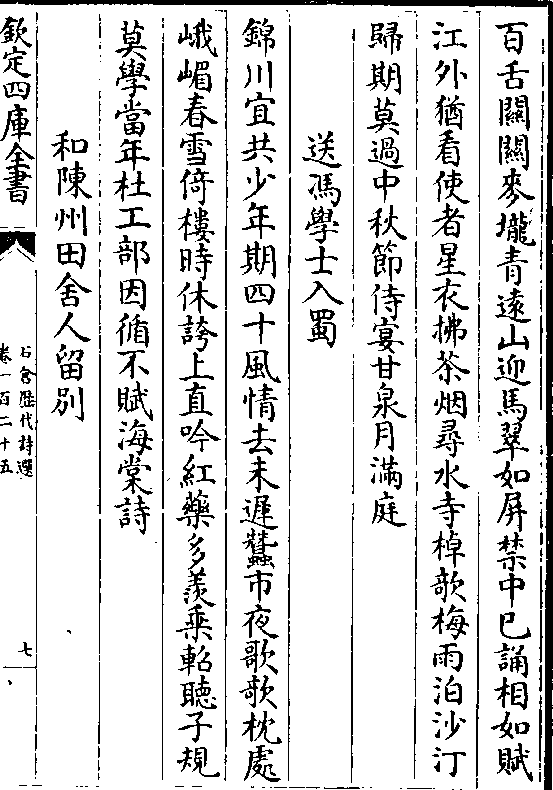 百舌關關麥壠青遠山迎馬翠如屏禁中已誦相如賦
江外猶看使者星衣拂茶烟尋水寺棹歌梅雨泊沙汀
歸期莫過中秋節侍宴甘泉月滿庭
送馮學士入蜀
錦川宜共少年期四十風情去未遲蠶市夜歌欹枕處
峨嵋春雪倚樓時休誇上直吟紅藥多羨乘軺聽子規
莫學當年杜工部因循不賦海棠詩
和陳州田舍人留別
欽定四庫全書
石倉歷代詩選
卷一百二十五
七